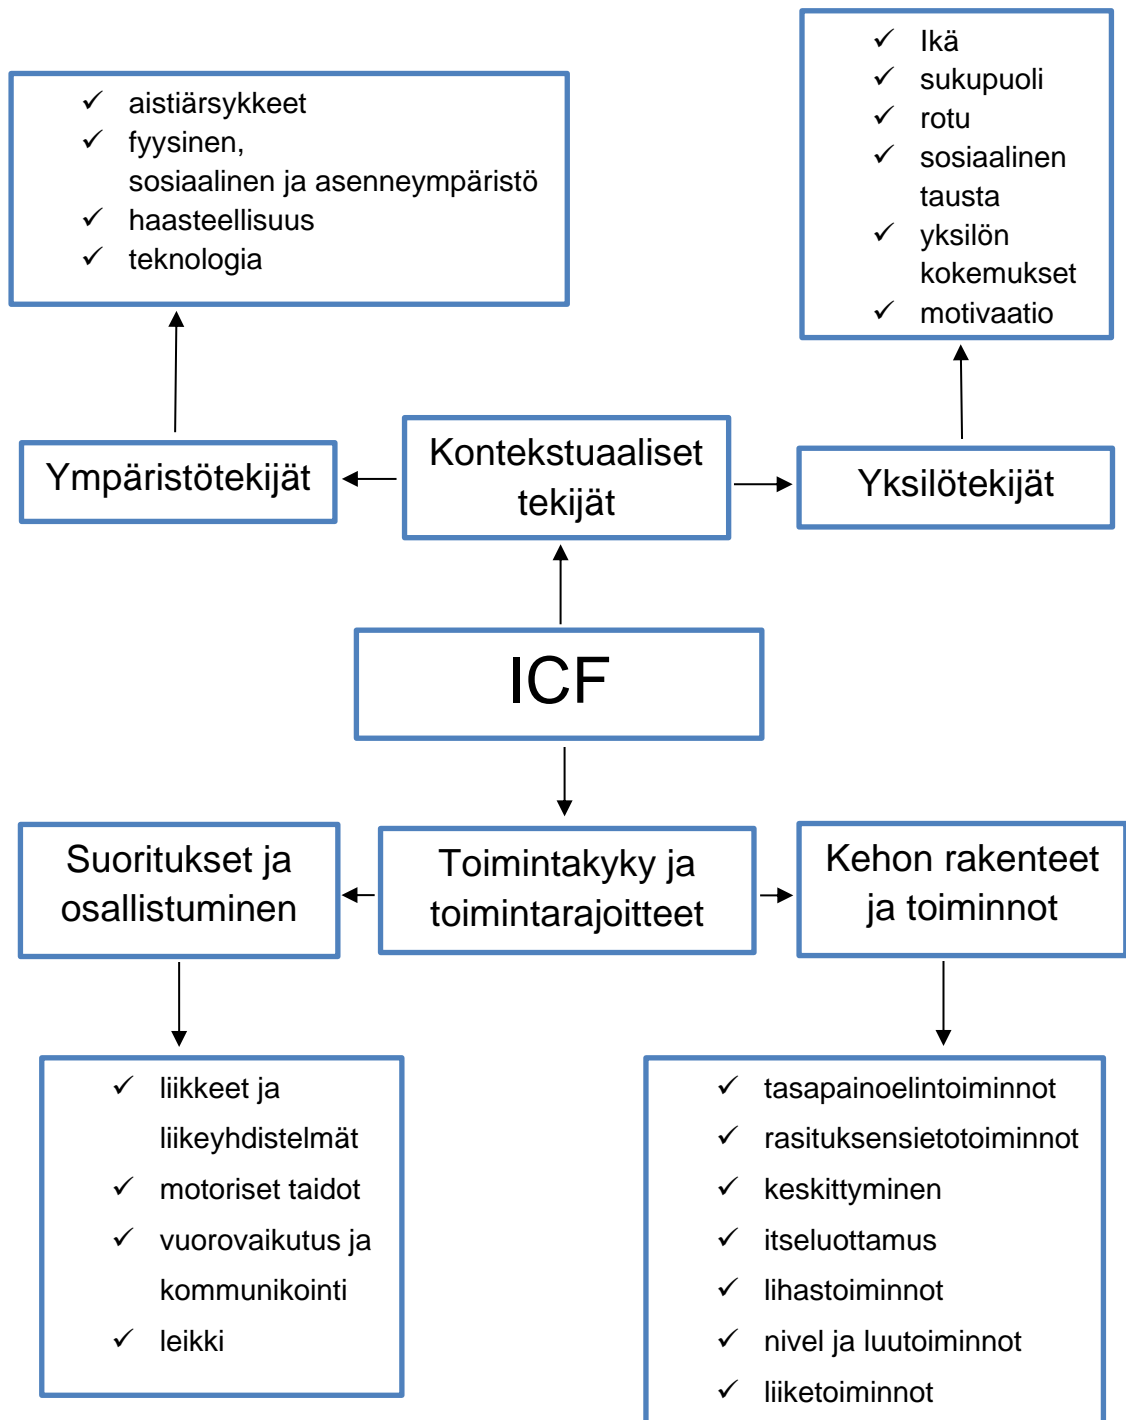 ✓ Ikä
✓ sukupuoli
✓ rotu
✓ sosiaalinen
tausta
✓ yksilön
kokemukset
✓ motivaatio
✓ aistiärsykkeet
✓ fyysinen,
sosiaalinen ja asenneympäristö
✓ haasteellisuus
✓ teknologia
Ympäristötekijät
Kontekstuaaliset
tekijät
Yksilötekijät
ICF
Suoritukset ja
osallistuminen
Toimintakyky ja
toimintarajoitteet
Kehon rakenteet
ja toiminnot
✓ liikkeet ja
liikeyhdistelmät
✓ motoriset taidot
✓ vuorovaikutus ja
kommunikointi
✓ leikki
✓ tasapainoelintoiminnot
✓ rasituksensietotoiminnot
✓ keskittyminen
✓ itseluottamus
✓ lihastoiminnot
✓ nivel ja luutoiminnot
✓ liiketoiminnot